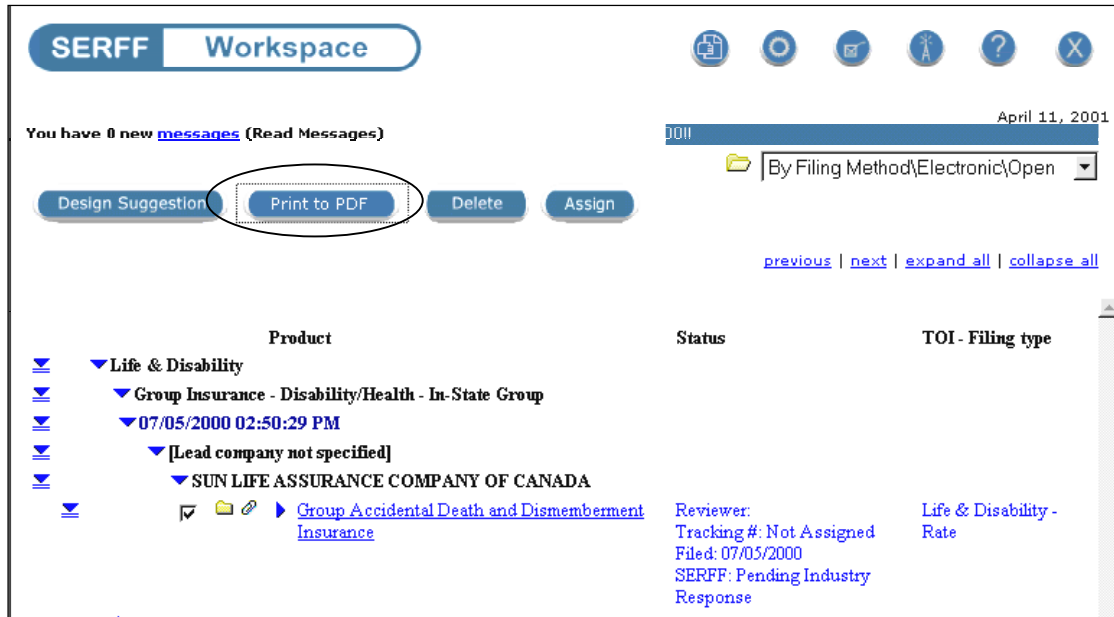 SERFF Workspace
April 11, 2001
You have 0 new messages (Read Messages)
By Filing Method\Electronic\Open
Design Suggestion Print to PDF Delete Assign
previous | next | expand all | collapse all
Product Status TOI - Filing type
Life & Disability
Group Insurance - Disability/Health - In-State Group
07/05/2000 02:50:29 PM
[Lead company not specified]
SUN LIFE ASSURANCE COMPANY OF CANADA
Group Accidental Death and Dismemberment Reviewer: Life & Disability -
Insurance Tracking #: Not Assigned Rate
Filed: 07/05/2000
SERFF: Pending Industry
Response